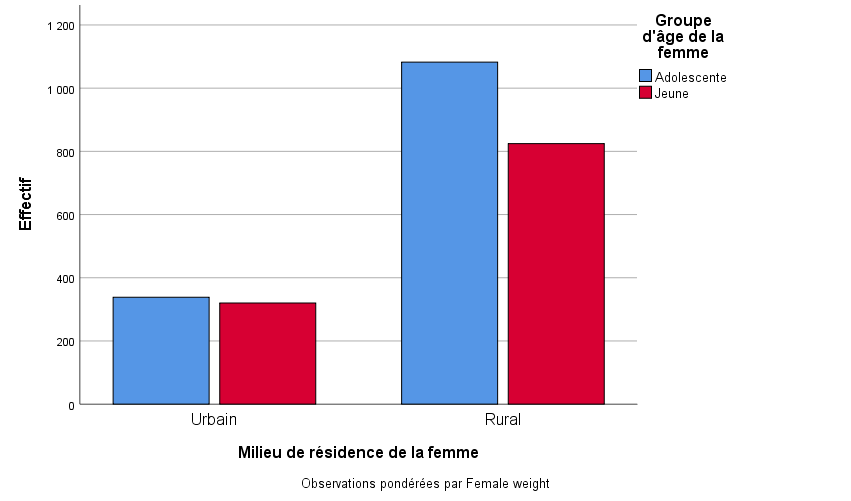 Groupe
d'âge de la
femme
Adolescente
Jeune
1 200
1 000
800
600
400
200
0
Effectif
Urbain
Rural
Milieu de résidence de la femme
Observations pondérées par Female weight